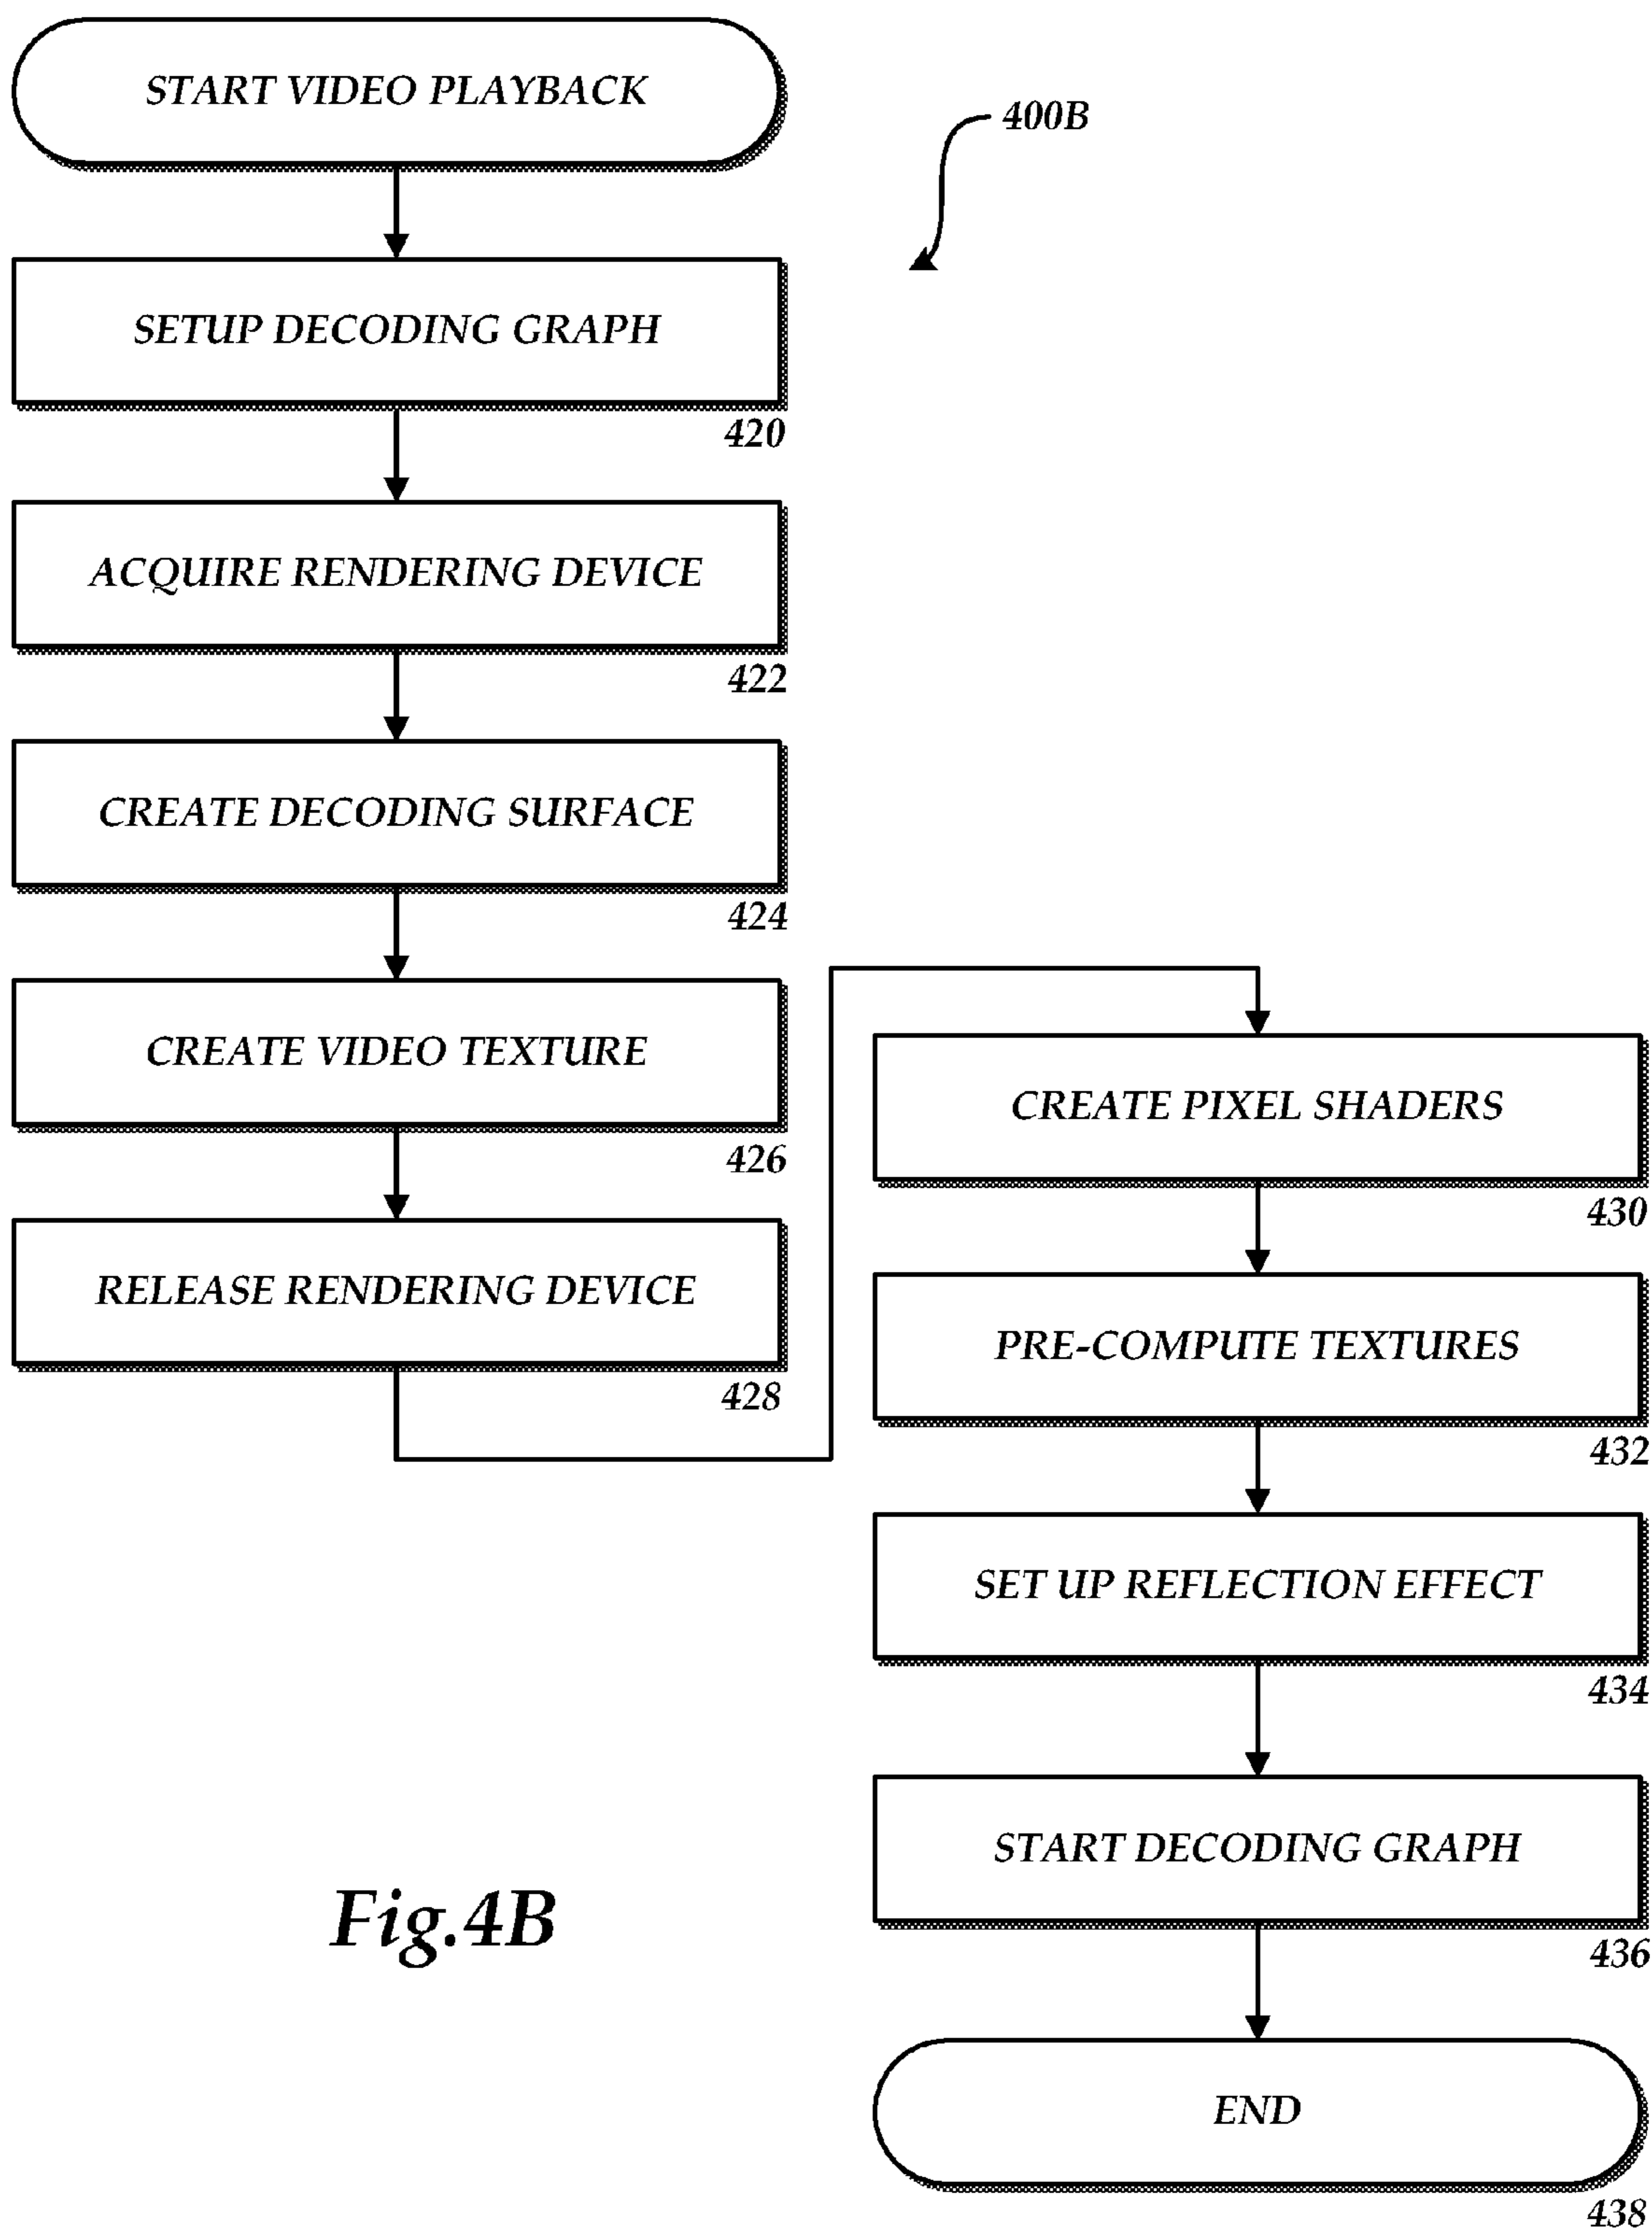 START VIDEO PLAYBACK
400B
SETUP DECODING GRAPH
420
ACQUIRE RENDERING DEVICE
422
CREATE DECODING SURFACE
424
CREATE VIDEO TEXTURE
426
RELEASE RENDERING DEVICE
428
CREATE PIXEL SHADERS
430
PRE-COMPUTE TEXTURES
432
SET UP REFLECTION EFFECT
434
START DECODING GRAPH
436
END
438
Fig.4B